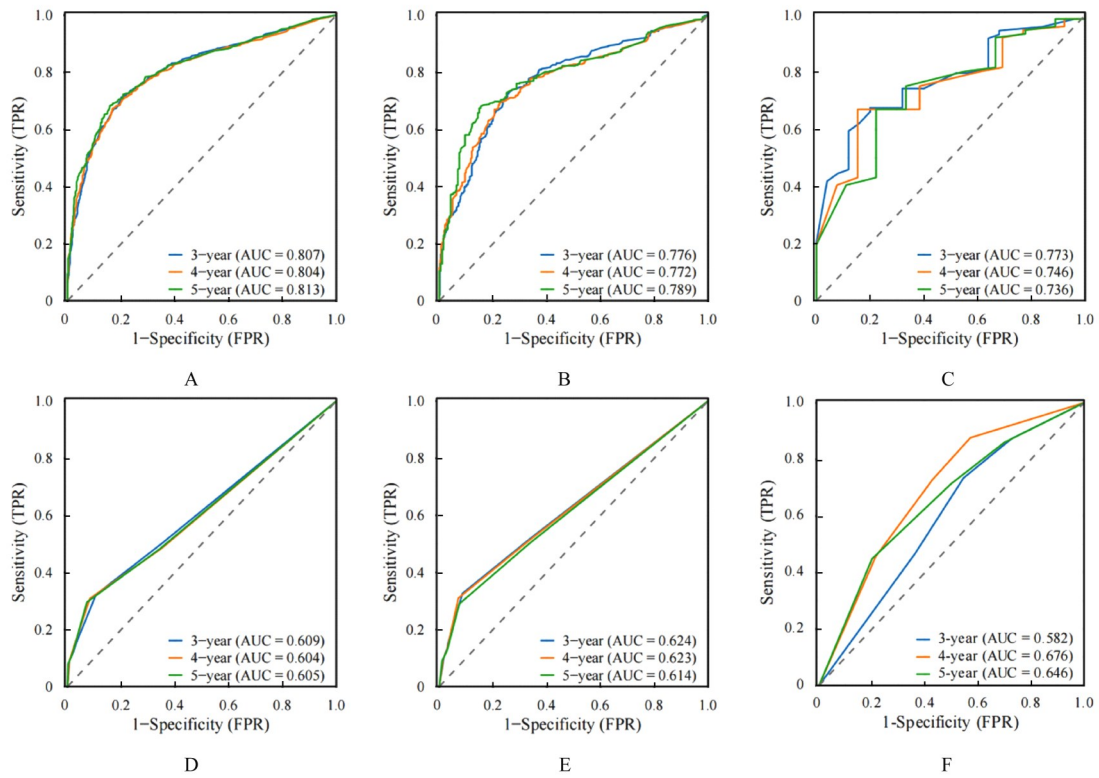 1.0
0.8
0.6
0.4
0.2
0
Sensitivity (TPR)
3−year (AUC = 0.807)
4−year (AUC = 0.804)
5−year (AUC = 0.813)
0 0.2 0.4 0.6 0.8 1.0
1−Specificity (FPR)
A
1.0
0.8
0.6
0.4
0.2
0
Sensitivity (TPR)
3−year (AUC = 0.776)
4−year (AUC = 0.772)
5−year (AUC = 0.789)
0 0.2 0.4 0.6 0.8 1.0
1−Specificity (FPR)
B
1.0
0.8
0.6
0.4
0.2
0
Sensitivity (TPR)
3−year (AUC = 0.773)
4−year (AUC = 0.746)
5−year (AUC = 0.736)
0 0.2 0.4 0.6 0.8 1.0
1−Specificity (FPR)
C
1.0
0.8
0.6
0.4
0.2
0
Sensitivity (TPR)
3−year (AUC = 0.609)
4−year (AUC = 0.604)
5−year (AUC = 0.605)
0 0.2 0.4 0.6 0.8 1.0
1−Specificity (FPR)
D
1.0
0.8
0.6
0.4
0.2
0
Sensitivity (TPR)
3−year (AUC = 0.624)
4−year (AUC = 0.623)
5−year (AUC = 0.614)
0 0.2 0.4 0.6 0.8 1.0
1−Specificity (FPR)
E
1.0
0.8
0.6
0.4
0.2
0
Sensitivity (TPR)
3-year (AUC = 0.582)
4-year (AUC = 0.676)
5-year (AUC = 0.646)
0 0.2 0.4 0.6 0.8 1.0
1-Specificity (FPR)
F